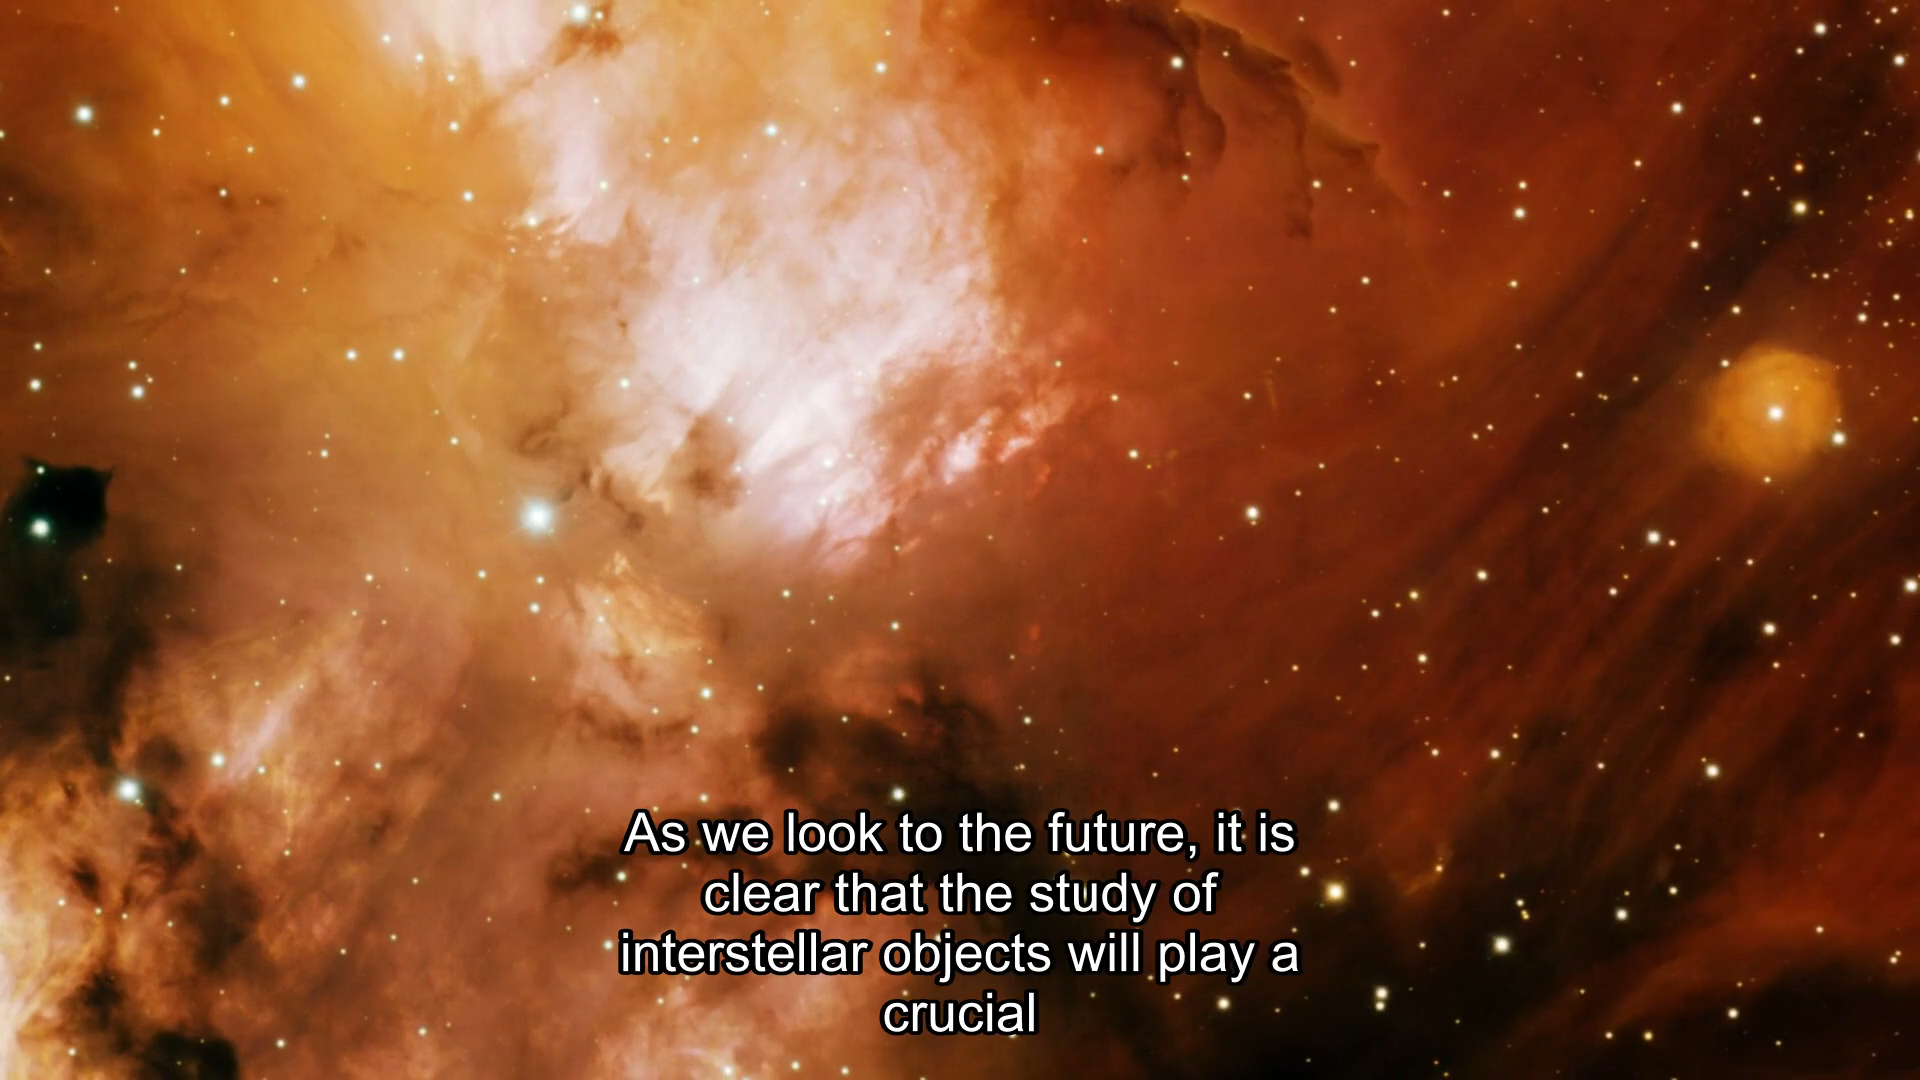 As we look to the future, it is
clear that the study of
interstellar objects will play a
crucial